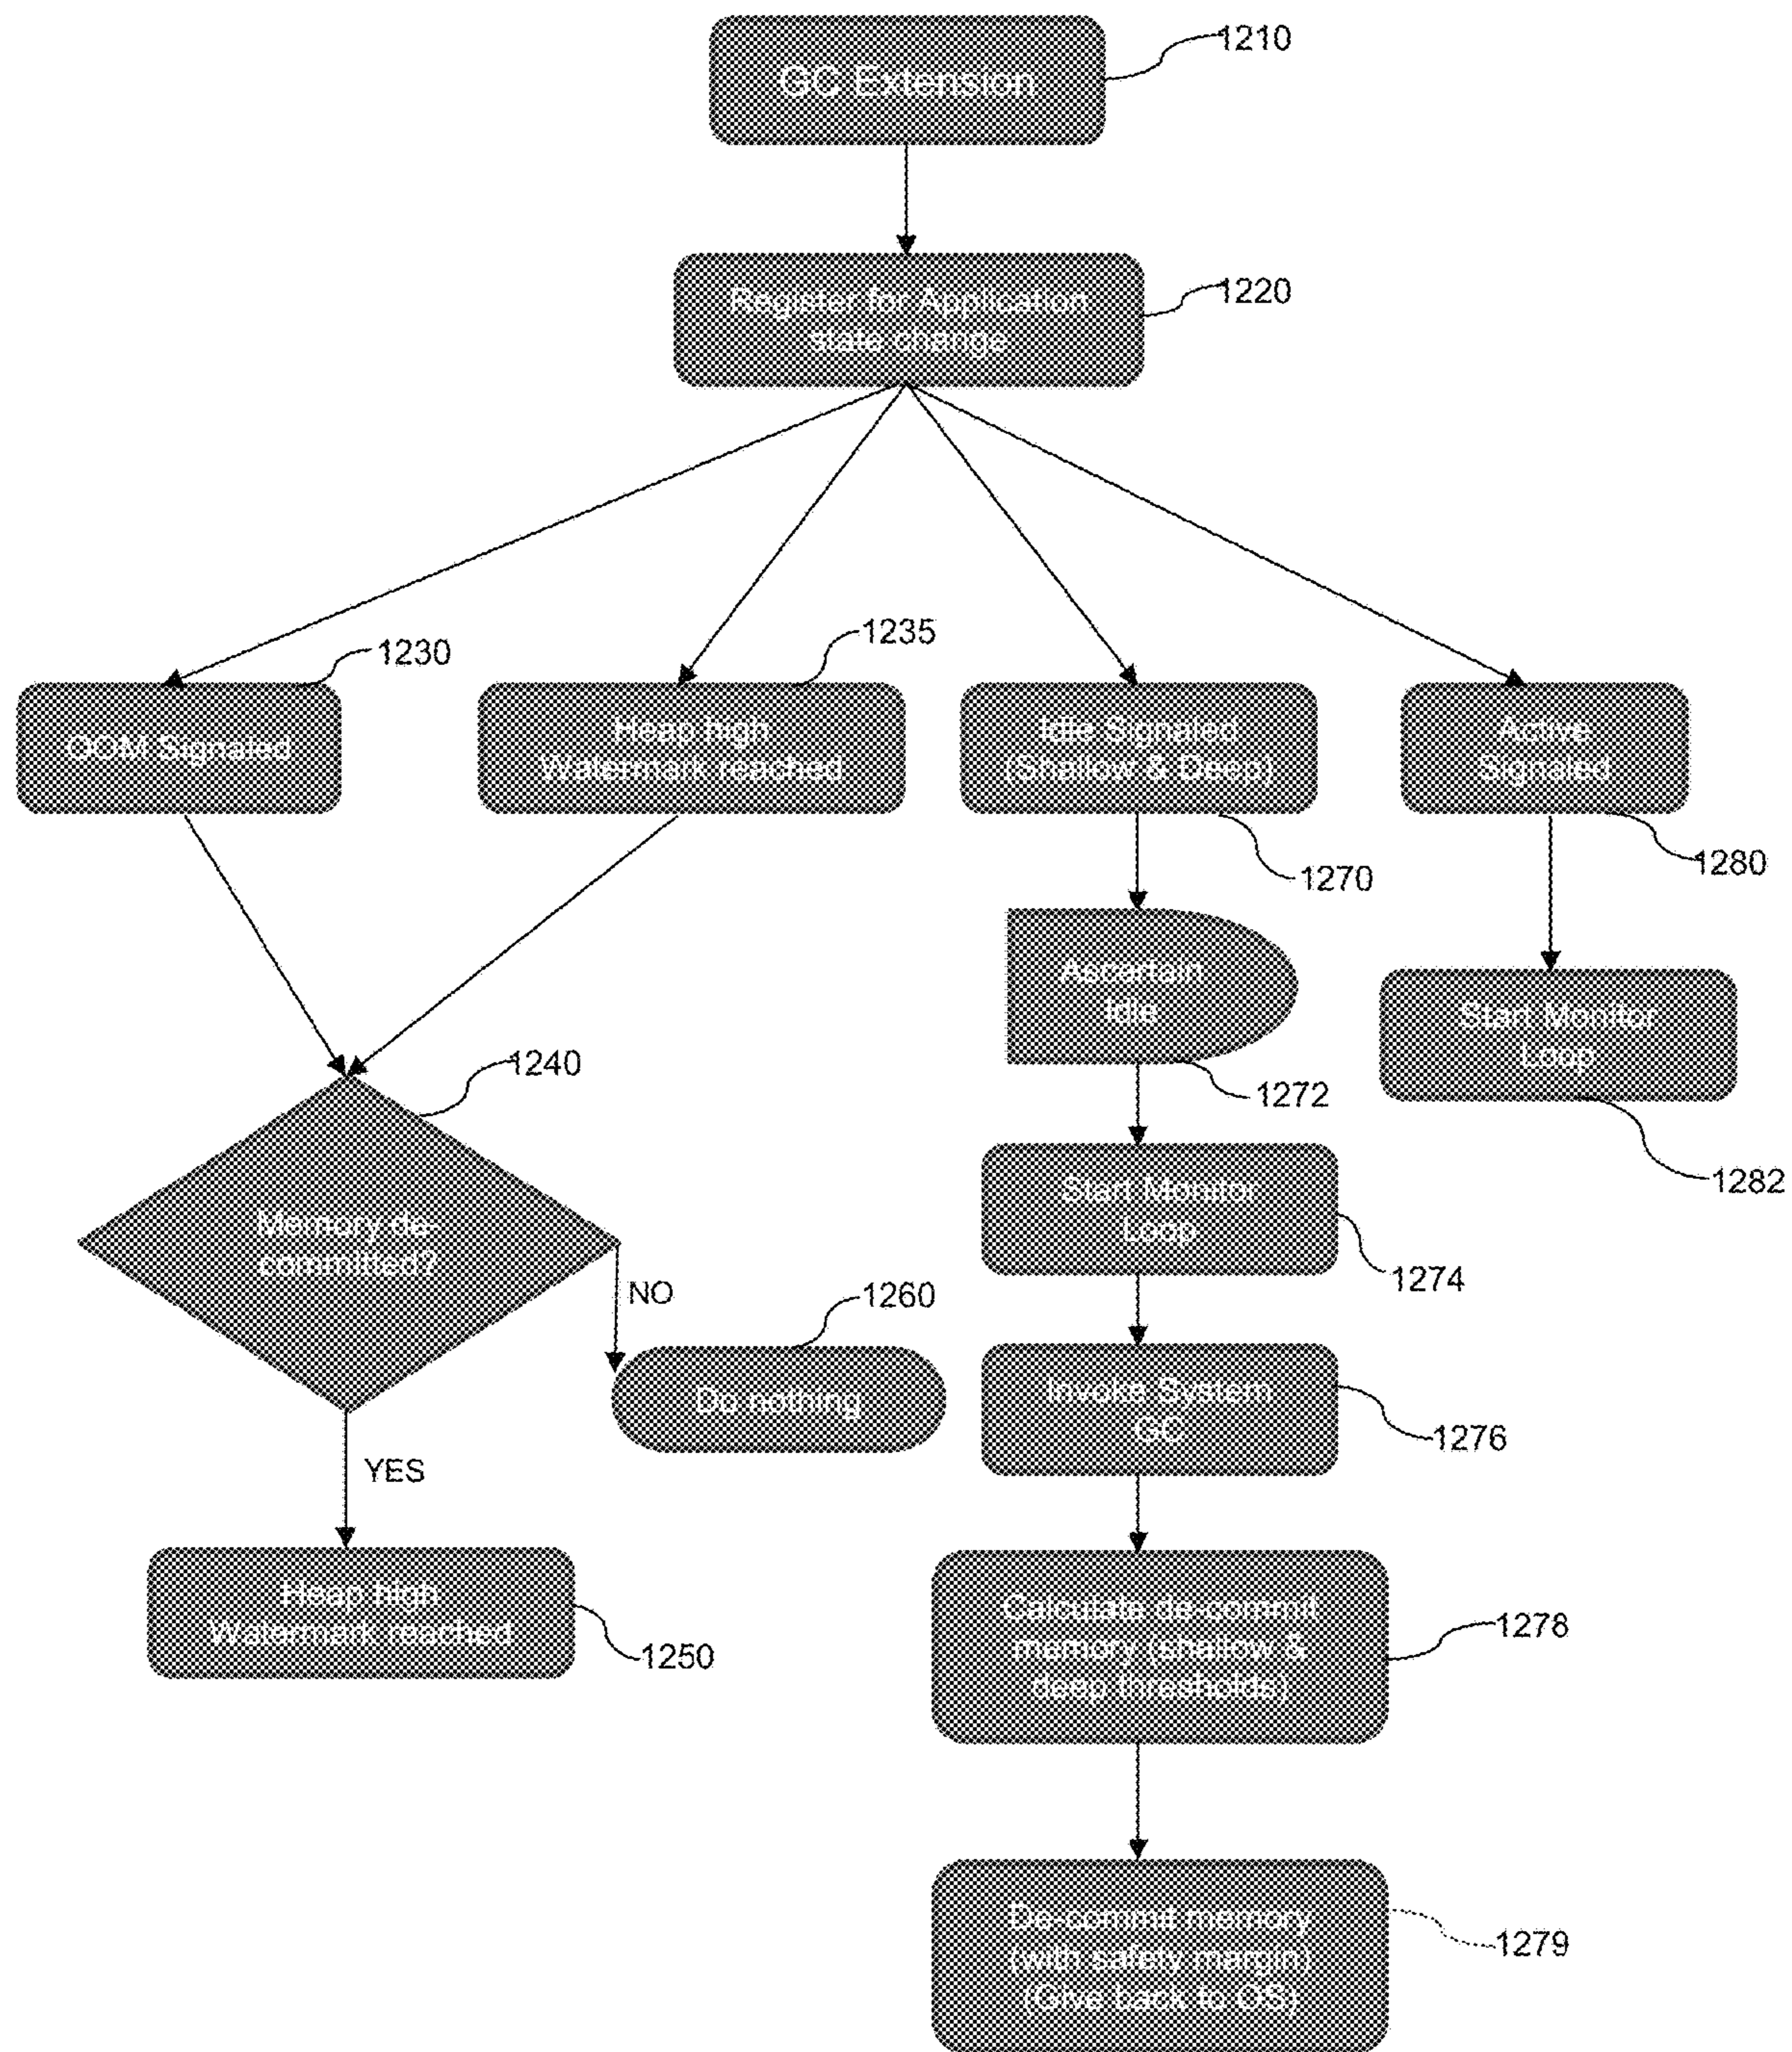 GC Extension
1210
Register for Application
state change
1220
1230
OOM Signaled
1235
Heap high
Watermark reached
Idle Signaled
(Shallow & Deep)
1270
Active
Signaled
1280
Ascertain
Idle
1272
Start Monitor
Loop
1282
1240
Memory de-
committed?
NO
YES
1260
Do nothing
Heap high
Watermark reached
1250
Start Monitor
Loop
1274
Invoke System
GC
1276
Calculate de-commit
memory (shallow &
deep thresholds)
1278
De-commit memory
(with safety margin)
(Give back to OS)
1279